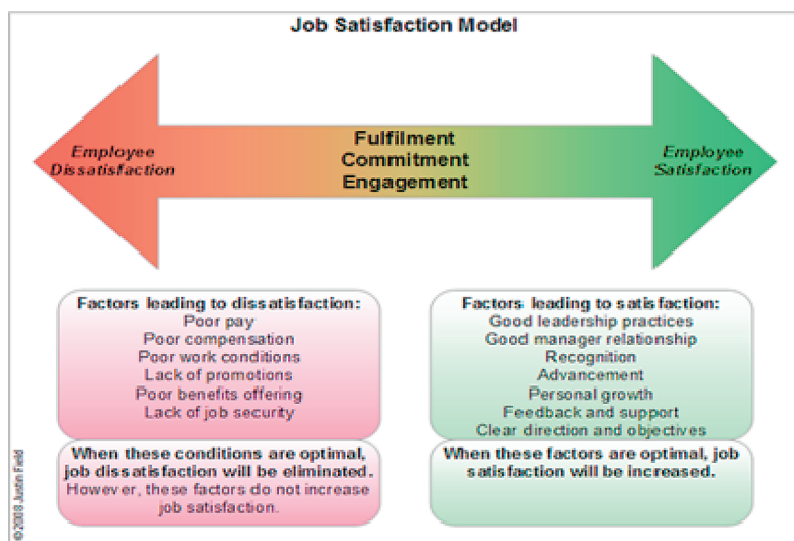 Job Satisfaction Model
Employee
Dissatisfaction
Fulfilment
Commitment
Engagement
Employee
Satisfaction
Factors leading to dissatisfaction:
Poor pay
Poor compensation
Poor work conditions
Lack of promotions
Poor benefits offering
Lack of job security
When these conditions are optimal,
job dissatisfaction will be eliminated.
However, these factors do not increase
job satisfaction.
Factors leading to satisfaction:
Good leadership practices
Good manager relationship
Recognition
Advancement
Personal growth
Feedback and support
Clear direction and objectives
When these factors are optimal, job
satisfaction will be increased.
©2008 Justin Field